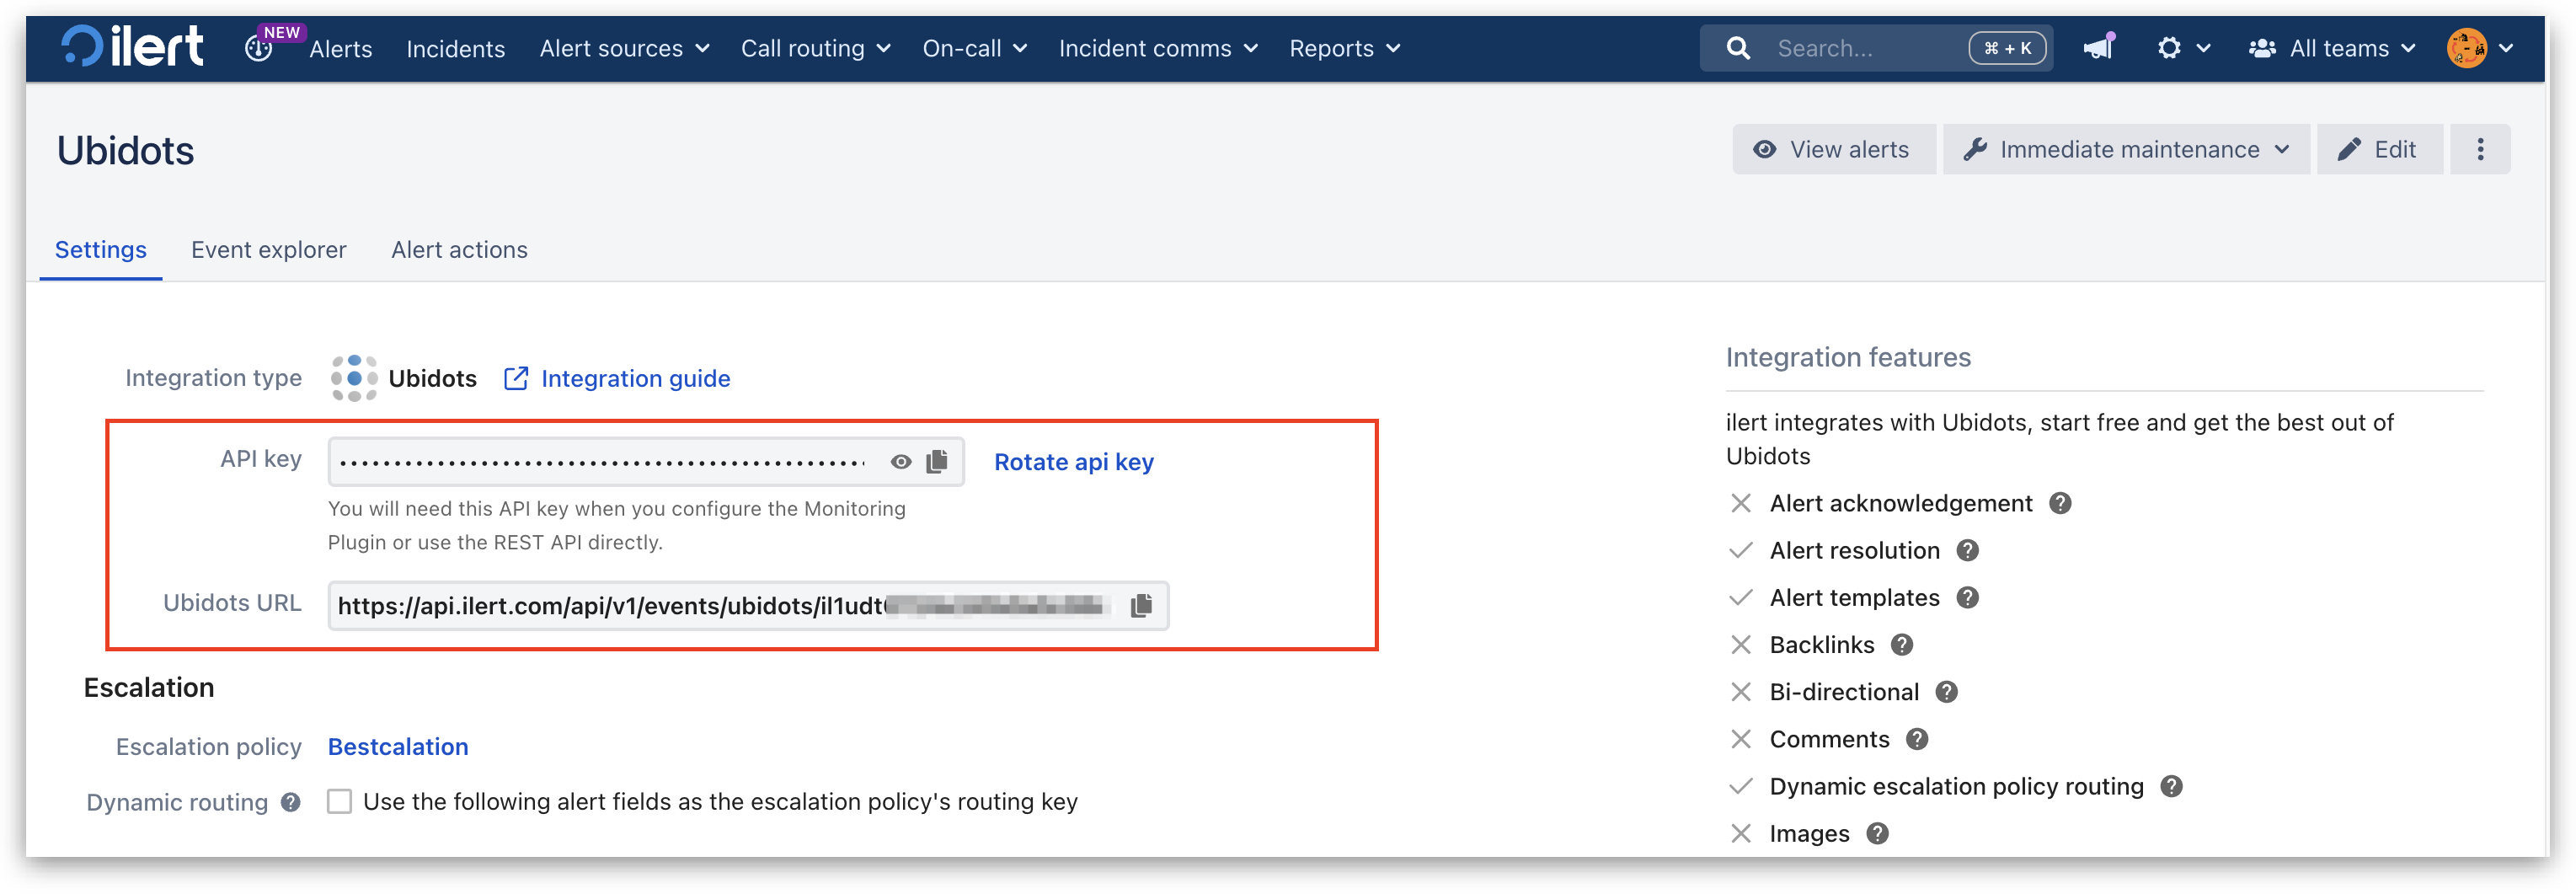 ilert NEW Alerts Incidents Alert sources Call routing On-call Incident comms Reports Search... ⌘ + K All teams
Ubidots
View alerts Immediate maintenance Edit
Settings Event explorer Alert actions
Integration type Ubidots Integration guide
API key Rotate api key
You will need this API key when you configure the Monitoring
Plugin or use the REST API directly.
Ubidots URL https://api.ilert.com/api/v1/events/ubidots/il1udt
Escalation
Escalation policy Bestcalation
Dynamic routing ? Use the following alert fields as the escalation policy's routing key
Integration features
ilert integrates with Ubidots, start free and get the best out of
Ubidots
Alert acknowledgement ?
Alert resolution ?
Alert templates ?
Backlinks ?
Bi-directional ?
Comments ?
Dynamic escalation policy routing ?
Images ?